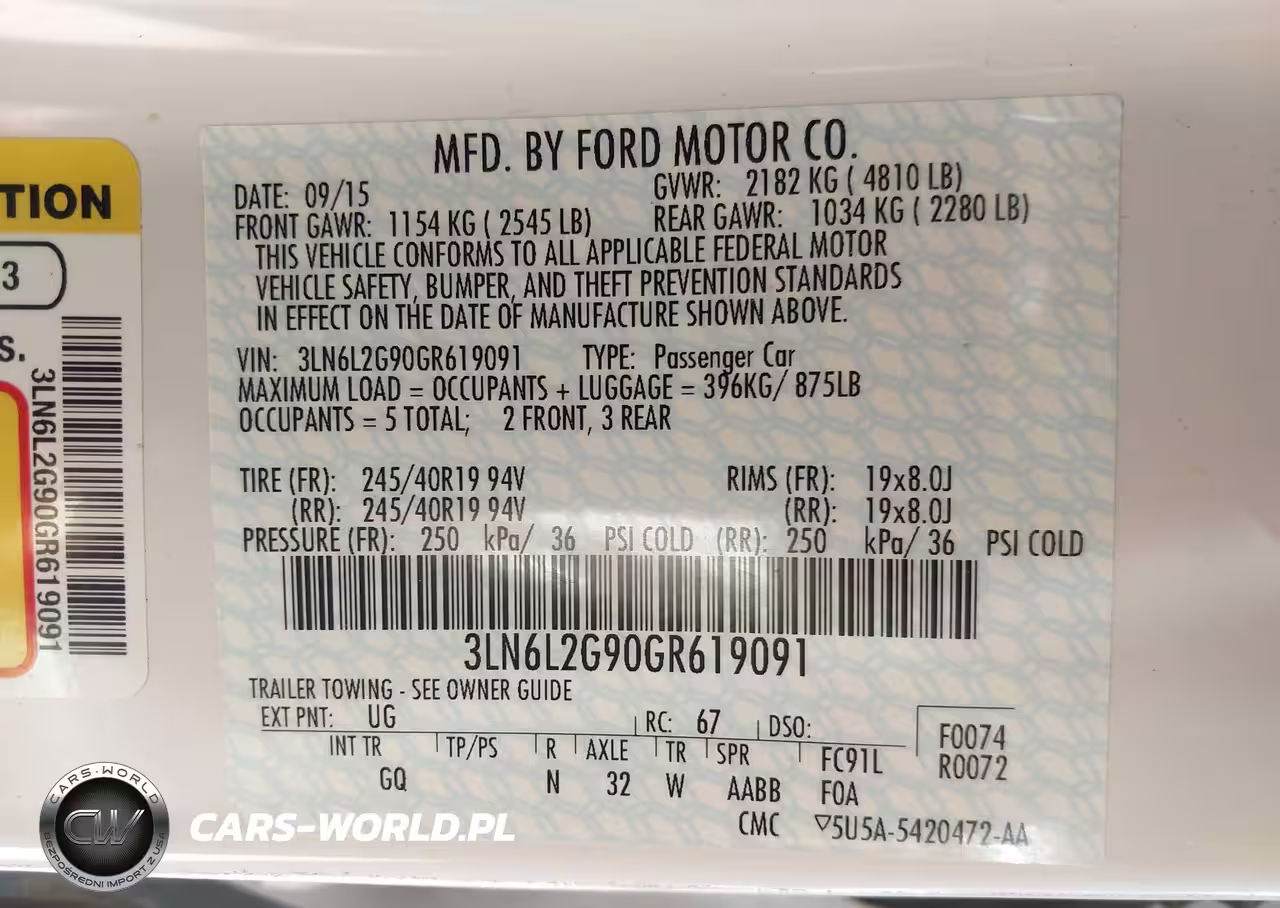 TION
3
S.
3LN6L2G90GR619091
MFD. BY FORD MOTOR CO.
DATE: 09/15 GVWR: 2182 KG ( 4810 LB)
FRONT GAWR: 1154 KG ( 2545 LB) REAR GAWR: 1034 KG ( 2280 LB)
THIS VEHICLE CONFORMS TO ALL APPLICABLE FEDERAL MOTOR
VEHICLE SAFETY, BUMPER, AND THEFT PREVENTION STANDARDS
IN EFFECT ON THE DATE OF MANUFACTURE SHOWN ABOVE.
VIN: 3LN6L2G90GR619091 TYPE: Passenger Car
MAXIMUM LOAD = OCCUPANTS + LUGGAGE = 396KG/ 875LB
OCCUPANTS = 5 TOTAL; 2 FRONT, 3 REAR
TIRE (FR): 245/40R19 94V RIMS (FR): 19x8.0J
(RR): 245/40R19 94V (RR): 19x8.0J
PRESSURE (FR): 250 kPa/ 36 PSI COLD (RR): 250 kPa/ 36 PSI COLD
3LN6L2G90GR619091
TRAILER TOWING - SEE OWNER GUIDE
EXT PNT: UG RC: 67 DSO: F0074
INT TR TP/PS R AXLE TR SPR FC91L R0072
GQ N 32 W AABB FOA
CMC ▽5U5A-5420472-AA
CARS-WORLD
CW
BEZPOŚREDNI IMPORT Z USA
CARS-WORLD.PL